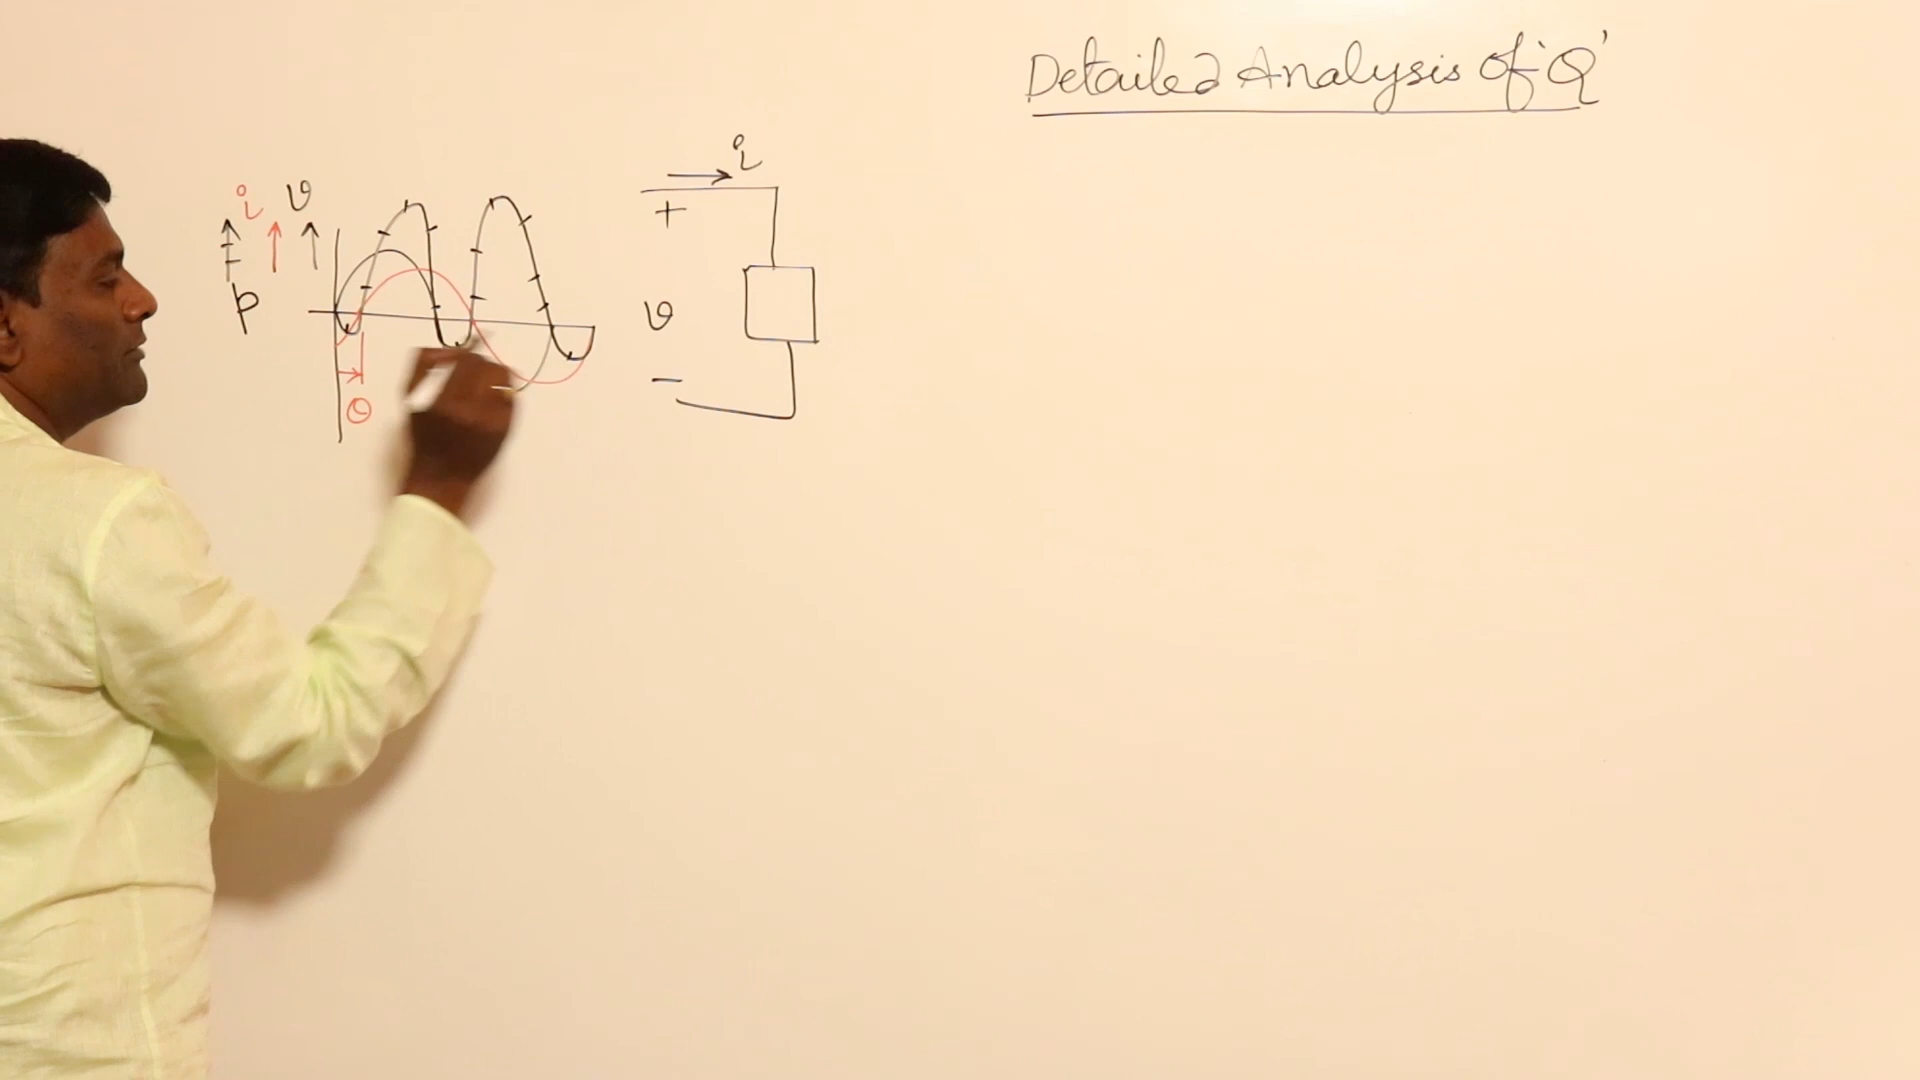 Detailed Analysis of 'Q'
i
i v
+
p
v
θ
−